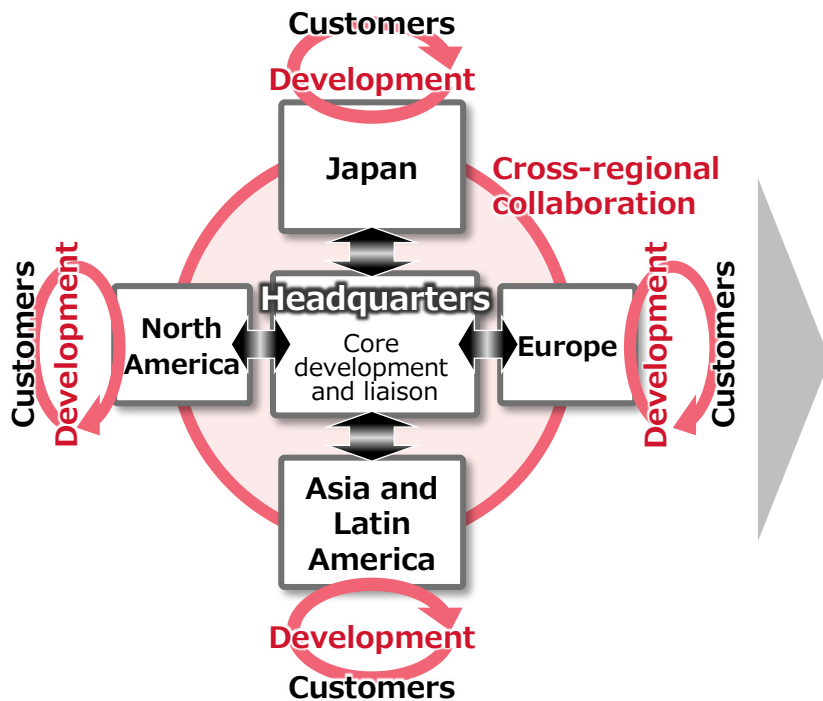 Customers
Development
Japan
Cross-regional
collaboration
Customers
Development
North
America
Headquarters
Core
development
and liaison
Europe
Development
Customers
Asia and
Latin
America
Development
Customers